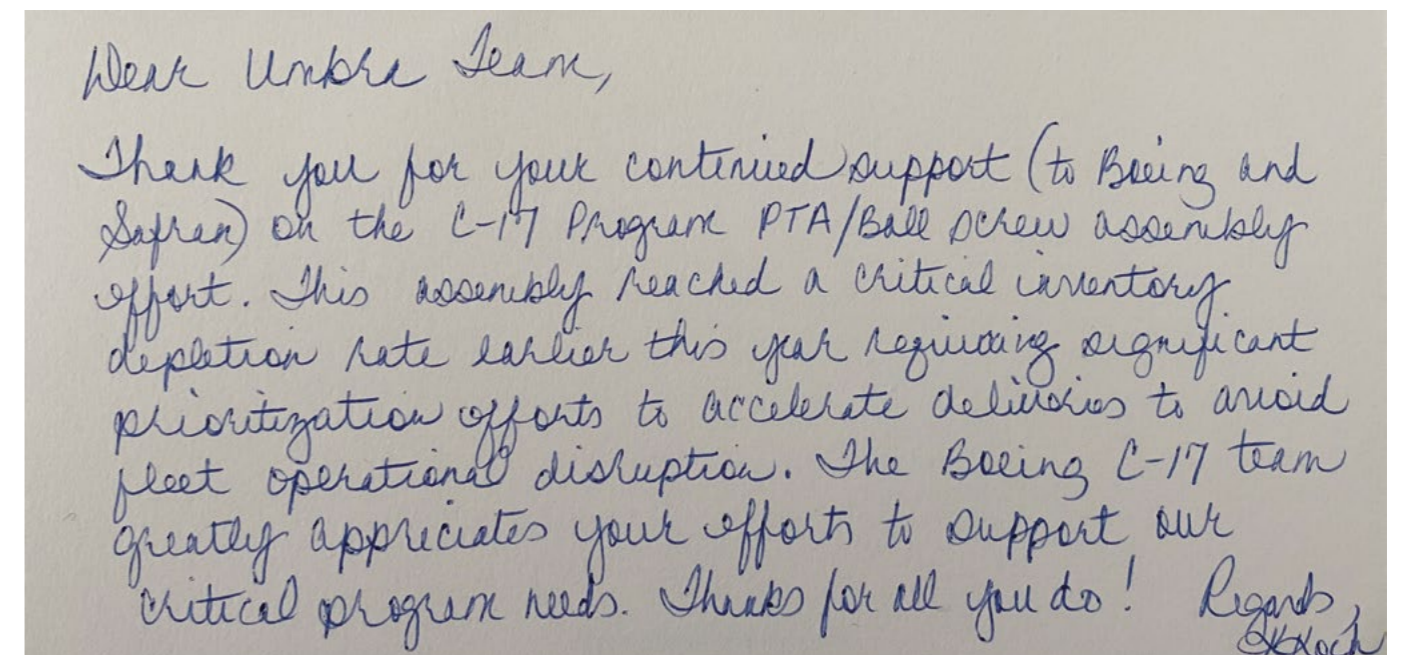 Dear Umbra Team,
Thank you for your continued support (to Boeing and
Safran) on the C-17 Program PTA/Ball screw assembly
effort. This assembly reached a critical inventory
depletion rate earlier this year requiring significant
prioritization efforts to accelerate deliveries to avoid
fleet operational disruption. The Boeing C-17 team
greatly appreciates your efforts to support our
critical program needs. Thanks for all you do! Regards,
Koch